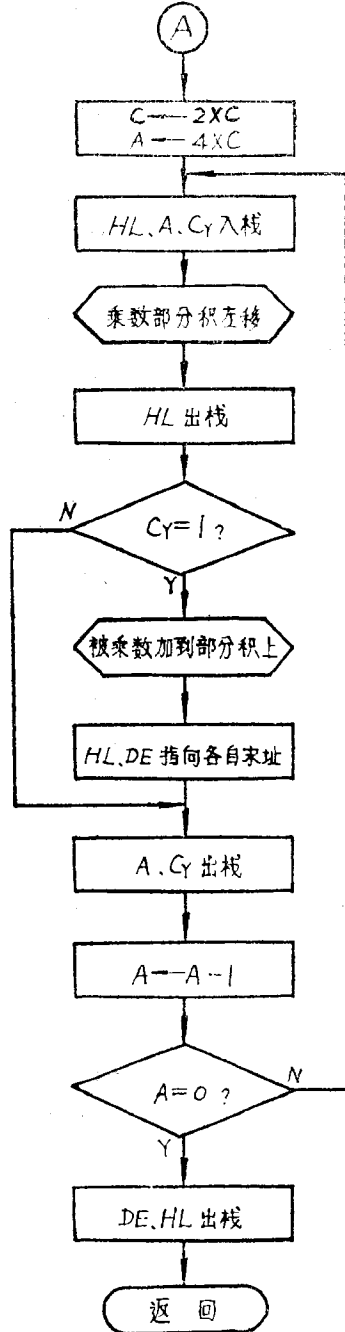 A
C←2×C
A←4×C
HL、A、CY入栈
乘数部分积左移
HL出栈
CY=1?
N
Y
被乘数加到部分积上
HL、DE指向各自末址
A、CY出栈
A←A-1
A=0?
N
Y
DE、HL出栈
返回